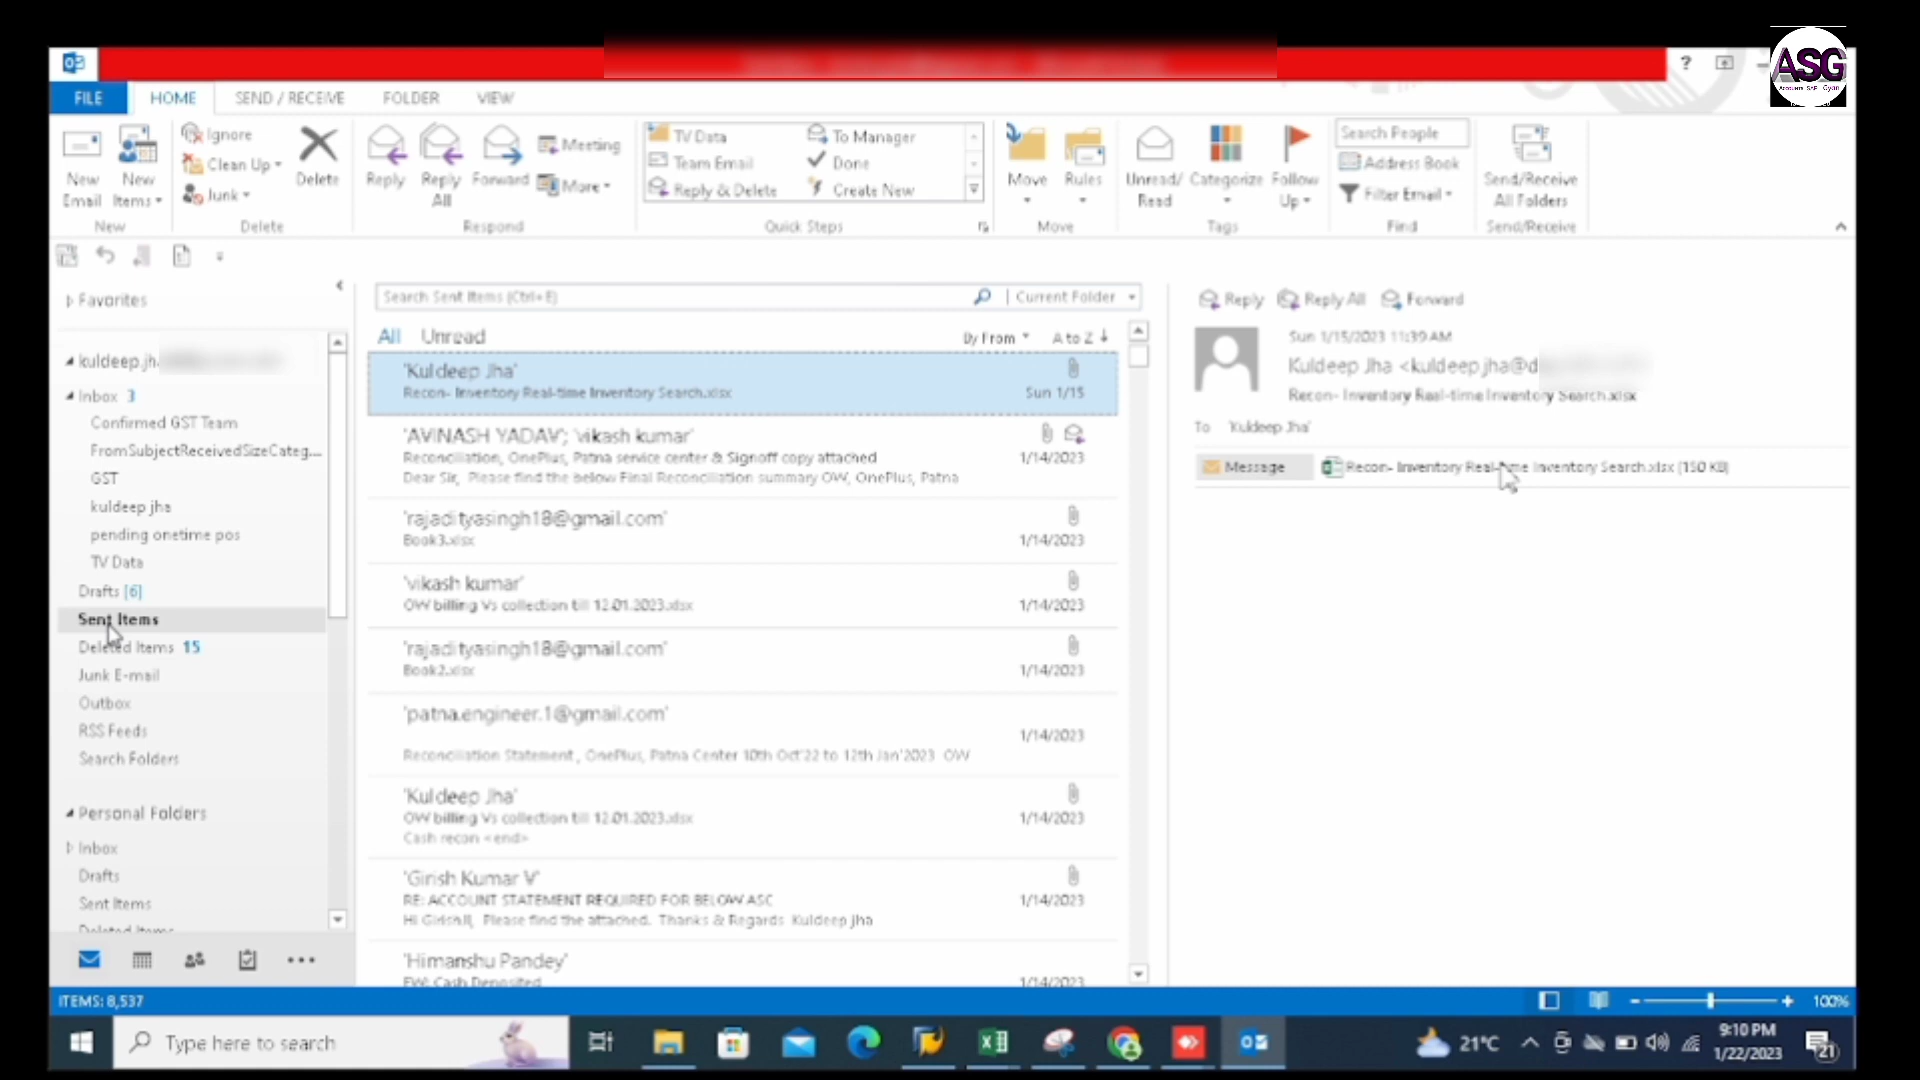 ASG
Accounts SAP Gyan
?
FILE HOME SEND / RECEIVE FOLDER VIEW
New Email
New Items
Ignore
Clean Up
Junk
Delete
Reply
Reply All
Forward
Meeting
More
TV Data
Team Email
Reply & Delete
To Manager
Done
Create New
Move
Rules
Unread/ Read
Categorize
Follow Up
Search People
Address Book
Filter Email
Send/Receive All Folders
New Delete Respond Quick Steps Move Tags Find Send/Receive
Favorites
kuldeep.jh
Inbox 3
Confirmed GST Team
FromSubjectReceivedSizeCateg...
GST
kuldeep jha
pending onetime pos
TV Data
Drafts [6]
Sent Items
Deleted Items 15
Junk E-mail
Outbox
RSS Feeds
Search Folders
Personal Folders
Inbox
Drafts
Sent Items
Deleted Items
Search Sent Items (Ctrl+E) Current Folder
All Unread By From A to Z
'Kuldeep Jha'
Recon- Inventory Real-time Inventory Search.xlsx Sun 1/15
'AVINASH YADAV'; 'vikash kumar'
Reconciliation, OnePlus, Patna service center & Signoff copy attached 1/14/2023
Dear Sir, Please find the below Final Reconciliation summary OW, OnePlus, Patna
'rajadityasingh18@gmail.com'
Book3.xlsx 1/14/2023
'vikash kumar'
OW billing Vs collection till 12.01.2023.xlsx 1/14/2023
'rajadityasingh18@gmail.com'
Book2.xlsx 1/14/2023
'patna.engineer.1@gmail.com'
1/14/2023
Reconciliation Statement , OnePlus, Patna Center 10th Oct'22 to 12th Jan'2023 OW
'Kuldeep Jha'
OW billing Vs collection till 12.01.2023.xlsx 1/14/2023
Cash recon <end>
'Girish Kumar V'
RE: ACCOUNT STATEMENT REQUIRED FOR BELOW ASC 1/14/2023
Hi GirishJi, Please find the attached. Thanks & Regards Kuldeep jha
'Himanshu Pandey'
FW: Cash Deposited 1/14/2023
Reply Reply All Forward
Sun 1/15/2023 11:39 AM
Kuldeep Jha <kuldeep.jha@d
Recon- Inventory Real-time Inventory Search.xlsx
To 'Kuldeep Jha'
Message Recon- Inventory Real-time Inventory Search.xlsx (150 KB)
ITEMS: 8,537 100%
Type here to search
21°C
9:10 PM
1/22/2023
21